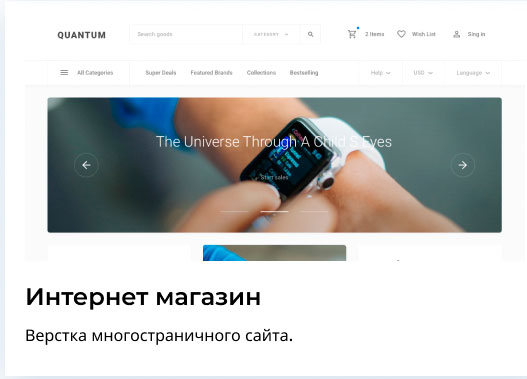 QUANTUM
Search goods
CATEGORY
2 Items
Wish List
Sing in
All Categories
Super Deals
Featured Brands
Collections
Bestselling
Help
USD
Language
The Universe Through A Child S Eyes
Start sales
Интернет магазин
Верстка многостраничного сайта.